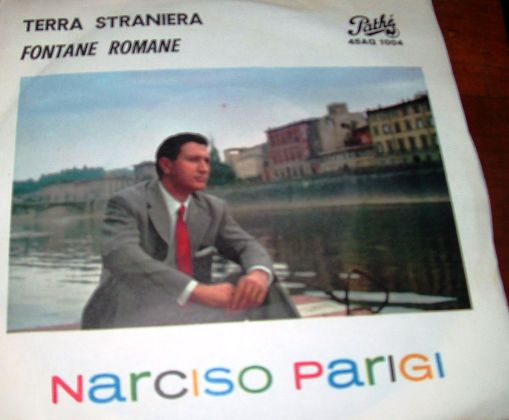 TERRA STRANIERA
FONTANE ROMANE
Pathé
45AQ 1004
NarcISO ParIGI